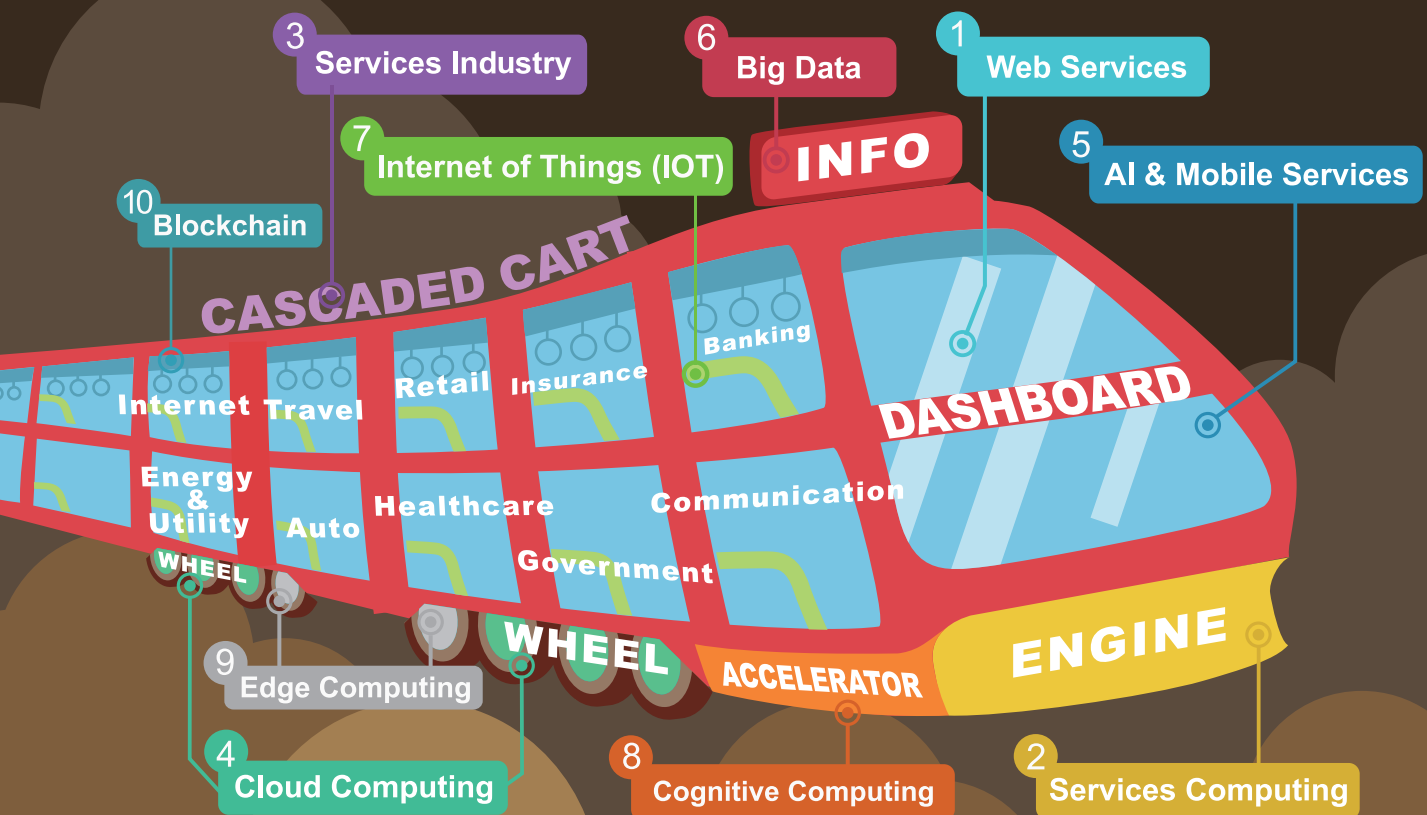 3
Services Industry
6
Big Data
1
Web Services
7
Internet of Things (IOT)
5
AI & Mobile Services
10
Blockchain
INFO
CASCADED CART
DASHBOARD
Banking
Insurance
Retail
Travel
Internet
Energy
&
Utility
Auto
Healthcare
Government
Communication
WHEEL
WHEEL
ACCELERATOR
ENGINE
9
Edge Computing
4
Cloud Computing
8
Cognitive Computing
2
Services Computing